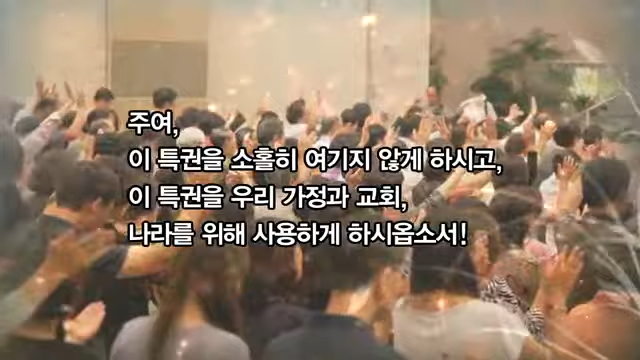 주여,
이 특권을 소홀히 여기지 않게 하시고,
이 특권을 우리 가정과 교회,
나라를 위해 사용하게 하시옵소서!